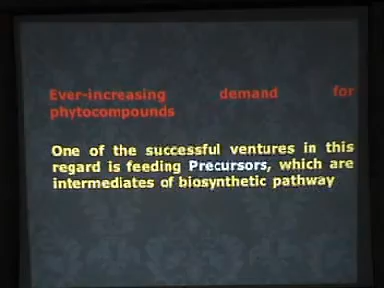 Ever-increasing demand for
phytocompounds
One of the successful ventures in this
regard is feeding Precursors, which are
intermediates of biosynthetic pathway